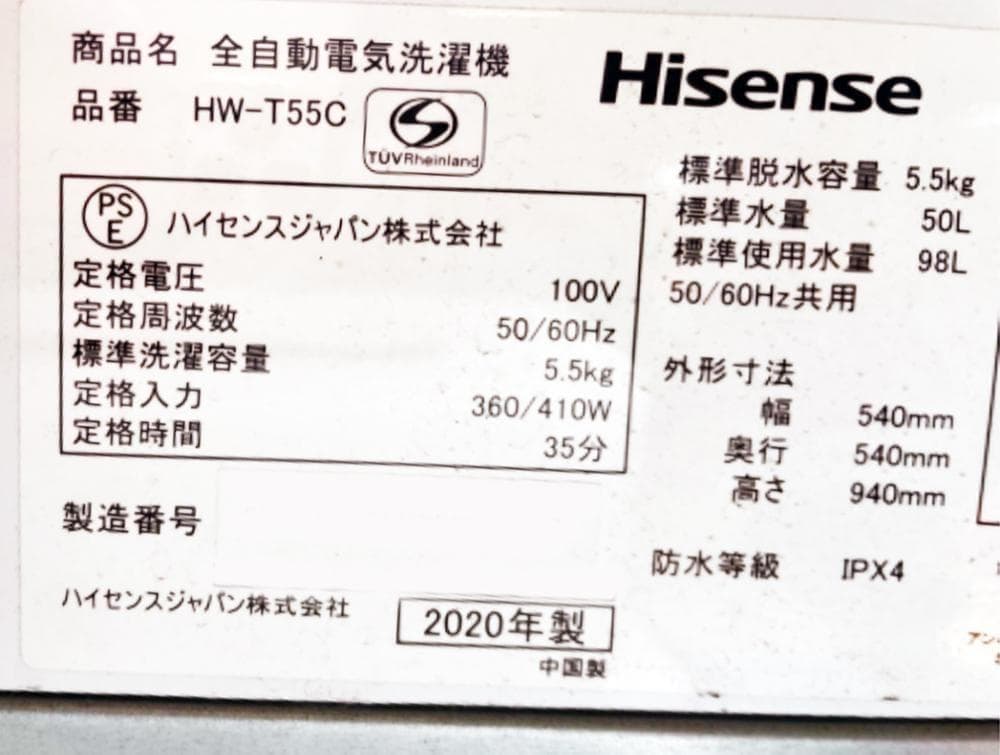 商品名 全自動電気洗濯機
Hisense
品番 HW-T55C
TÜVRheinland
PSE ハイセンスジャパン株式会社
定格電圧 100V
定格周波数 50/60Hz
標準洗濯容量 5.5kg
定格入力 360/410W
定格時間 35分
標準脱水容量 5.5kg
標準水量 50L
標準使用水量 98L
50/60Hz共用
外形寸法
幅 540mm
奥行 540mm
高さ 940mm
製造番号
防水等級 IPX4
ハイセンスジャパン株式会社
2020年製
中国製